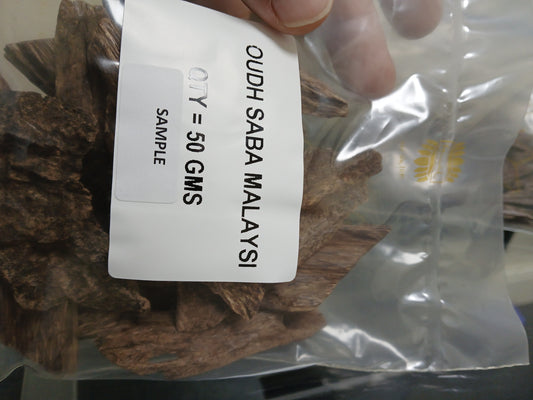 OUDH SABA MALAYSI
QTY = 50 GMS
SAMPLE